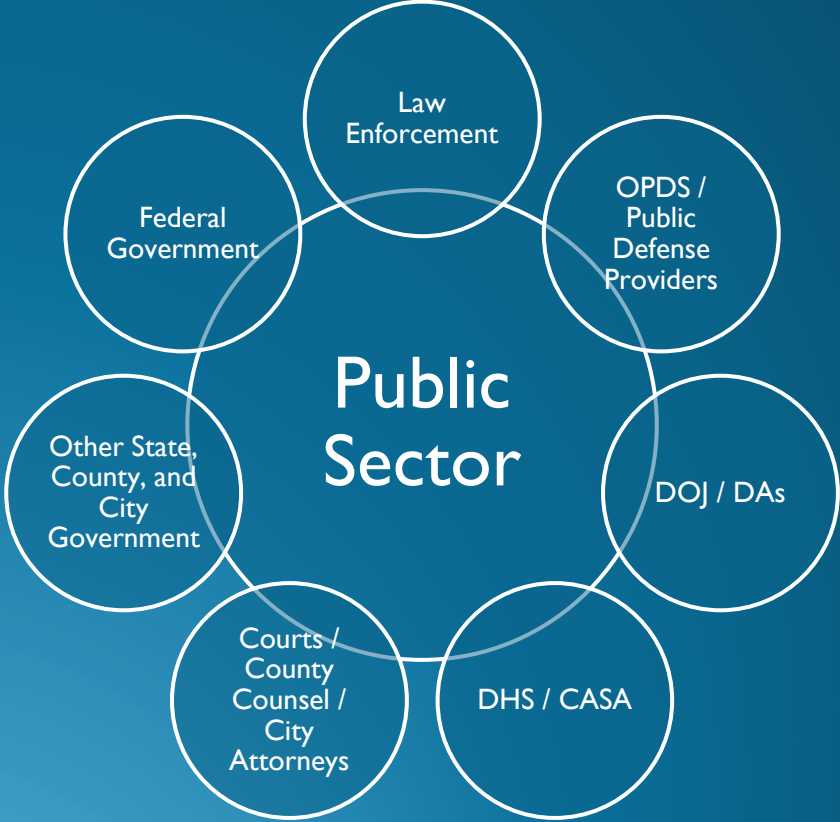 Law
Enforcement
OPDS /
Public
Defense
Providers
DOJ / DAs
DHS / CASA
Courts /
County
Counsel /
City
Attorneys
Other State,
County, and
City
Government
Federal
Government
Public
Sector